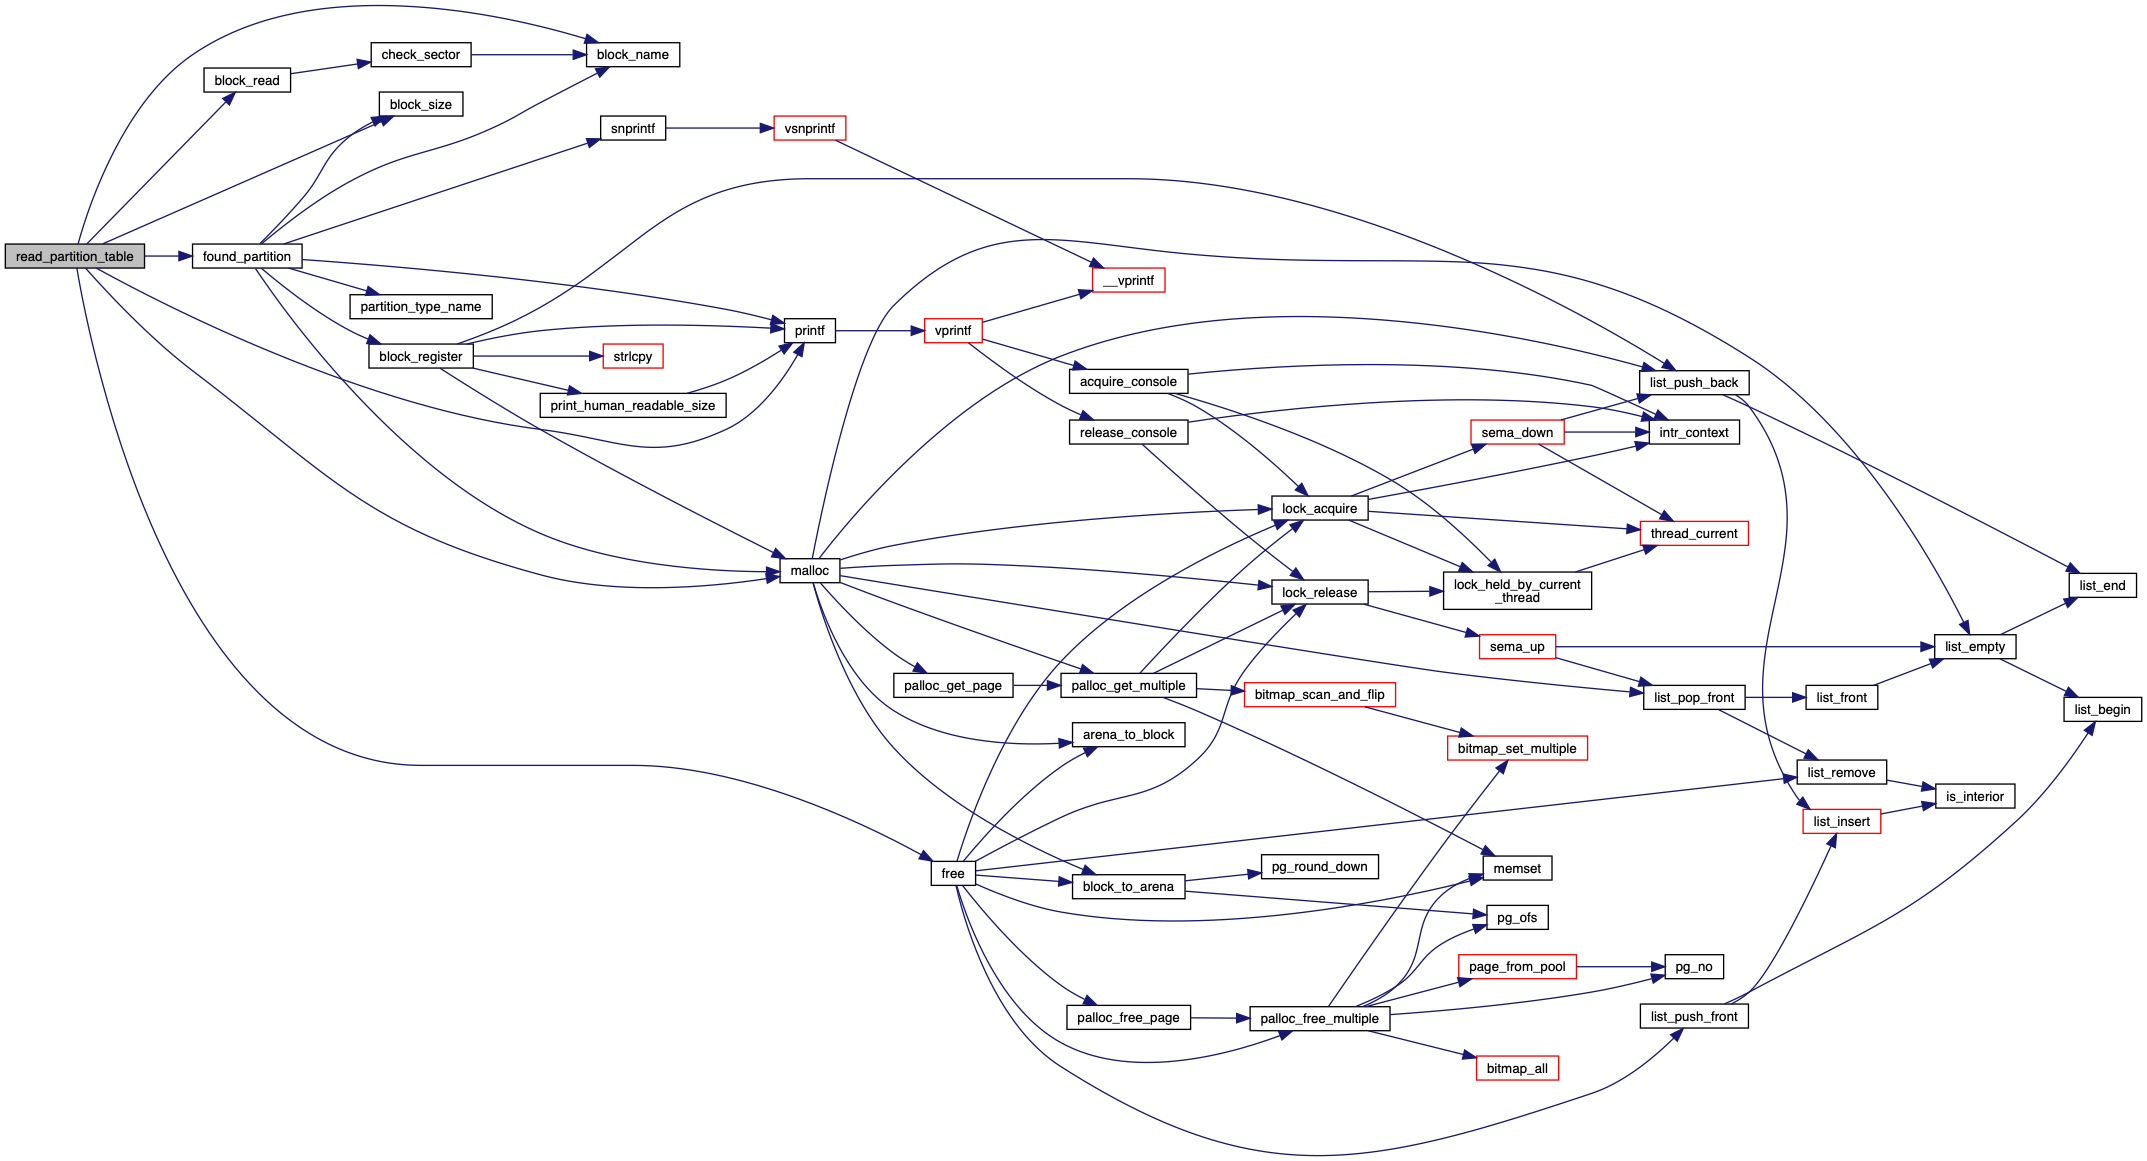 read_partition_table
block_read
check_sector
block_name
block_size
snprintf
vsnprintf
found_partition
partition_type_name
block_register
strlcpy
print_human_readable_size
printf
vprintf
__vprintf
acquire_console
release_console
list_push_back
intr_context
sema_down
lock_acquire
thread_current
malloc
lock_release
lock_held_by_current
_thread
sema_up
list_end
list_empty
list_begin
palloc_get_page
palloc_get_multiple
bitmap_scan_and_flip
list_pop_front
list_front
arena_to_block
bitmap_set_multiple
list_remove
is_interior
list_insert
free
block_to_arena
pg_round_down
memset
pg_ofs
page_from_pool
pg_no
palloc_free_page
palloc_free_multiple
list_push_front
bitmap_all